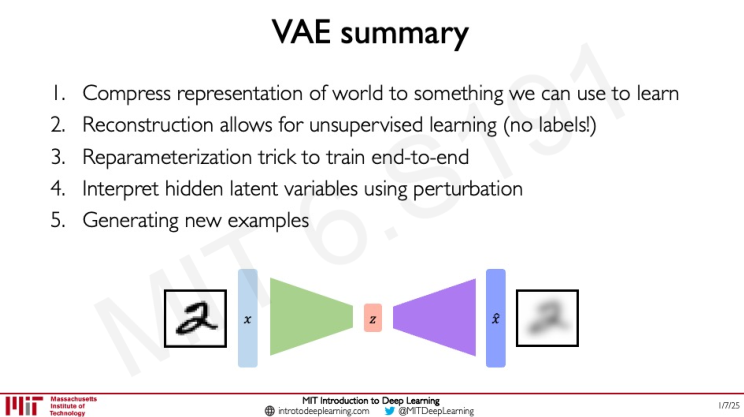 VAE summary
1. Compress representation of world to something we can use to learn
2. Reconstruction allows for unsupervised learning (no labels!)
3. Reparameterization trick to train end-to-end
4. Interpret hidden latent variables using perturbation
5. Generating new examples
MIT 6.S191
2 x z x̂ 2
Massachusetts
Institute of
Technology
MIT Introduction to Deep Learning
introtodeeplearning.com @MITDeepLearning
1/7/25